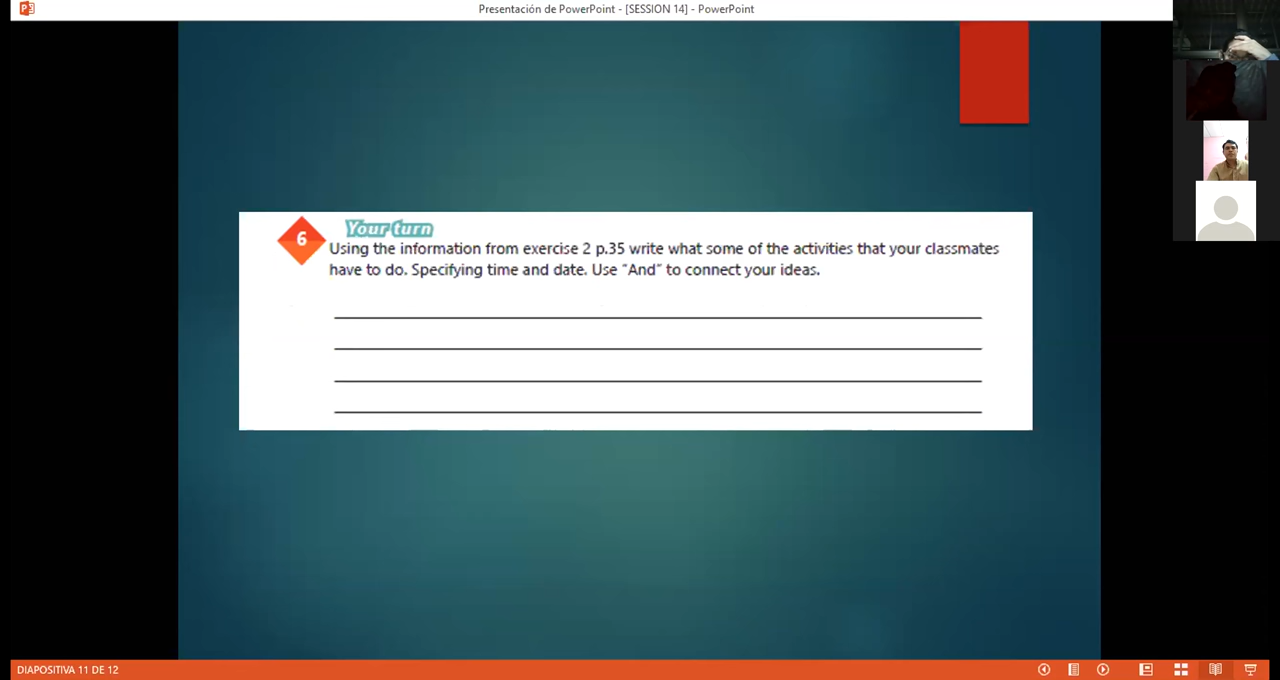 Presentación de PowerPoint - [SESSION 14] - PowerPoint
6
Your turn
Using the information from exercise 2 p.35 write what some of the activities that your classmates
have to do. Specifying time and date. Use “And” to connect your ideas.
DIAPOSITIVA 11 DE 12